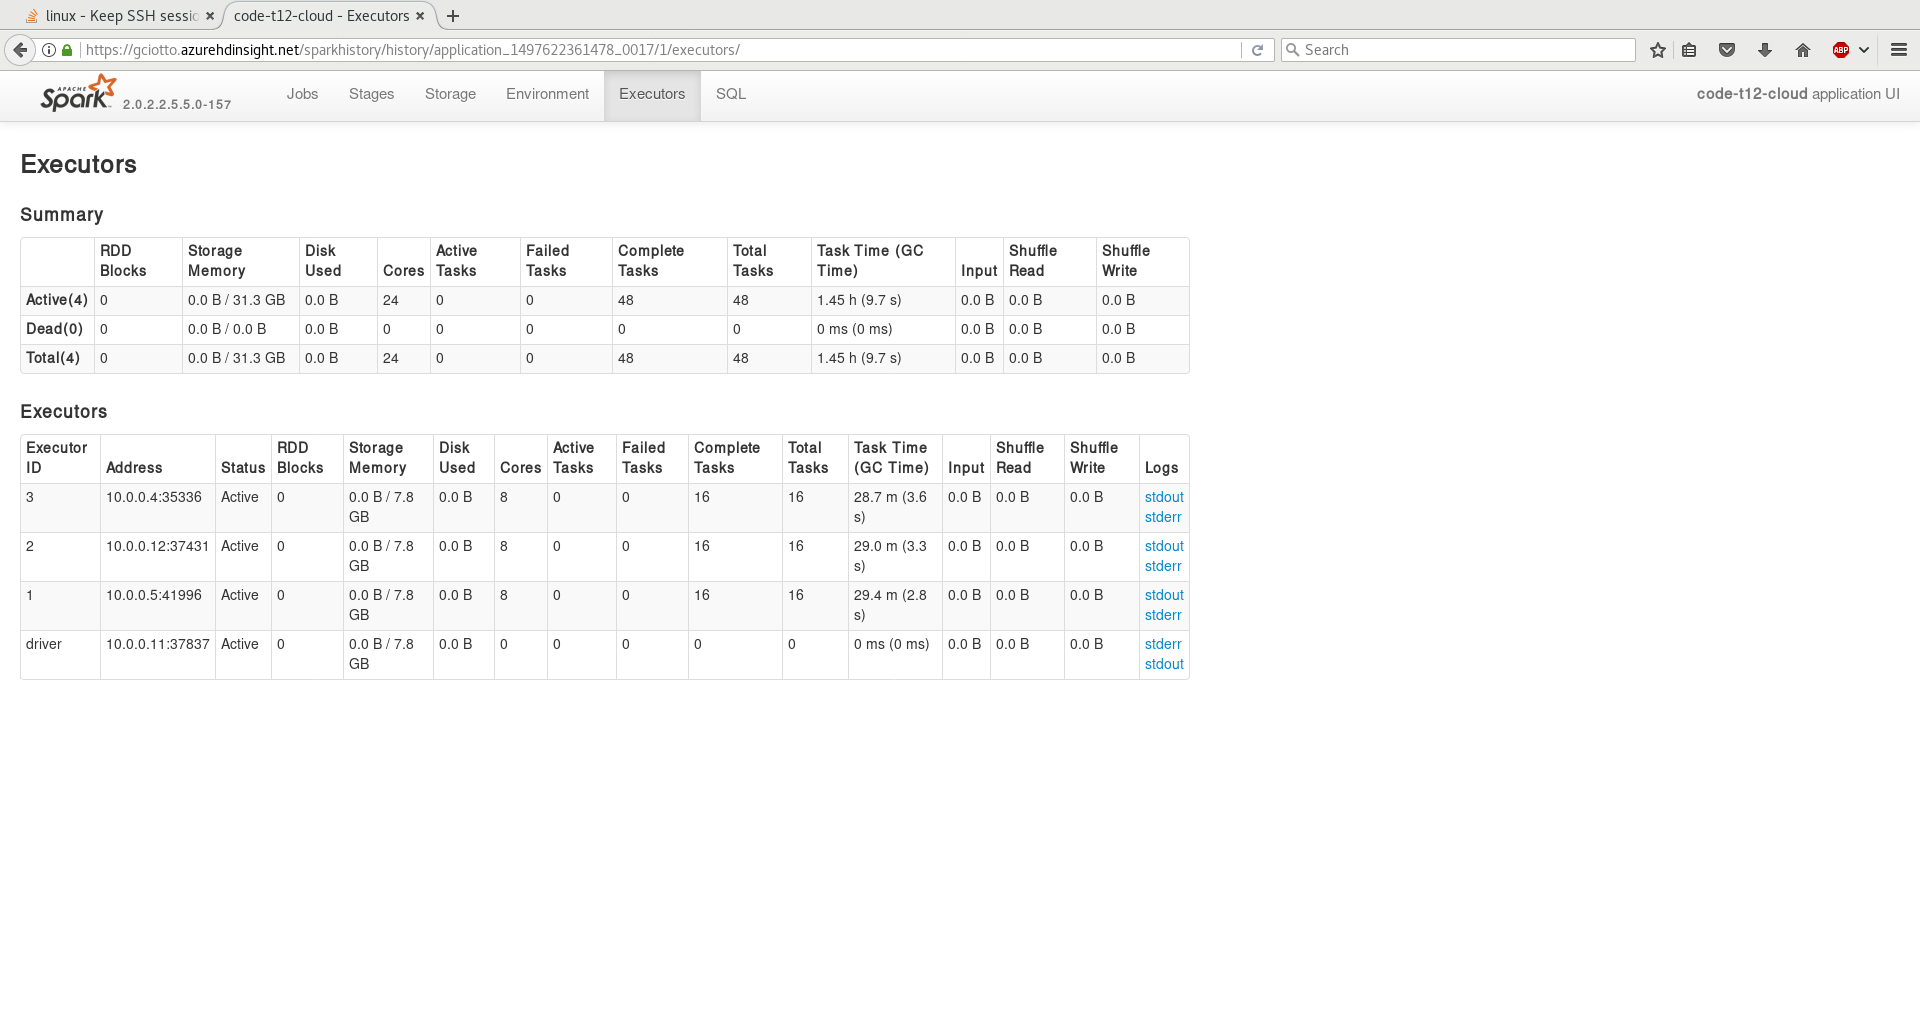 linux - Keep SSH sessio
code-t12-cloud - Executors
https://gciotto.azurehdinsight.net/sparkhistory/history/application_1497622361478_0017/1/executors/
Search
ABP
APACHE
Spark 2.0.2.2.5.5.0-157
Jobs Stages Storage Environment Executors SQL
code-t12-cloud application UI
Executors
Summary
RDD Blocks Storage Memory Disk Used Cores Active Tasks Failed Tasks Complete Tasks Total Tasks Task Time (GC Time) Input Shuffle Read Shuffle Write
Active(4) 0 0.0 B / 31.3 GB 0.0 B 24 0 0 48 48 1.45 h (9.7 s) 0.0 B 0.0 B 0.0 B
Dead(0) 0 0.0 B / 0.0 B 0.0 B 0 0 0 0 0 0 ms (0 ms) 0.0 B 0.0 B 0.0 B
Total(4) 0 0.0 B / 31.3 GB 0.0 B 24 0 0 48 48 1.45 h (9.7 s) 0.0 B 0.0 B 0.0 B
Executors
Executor ID Address Status RDD Blocks Storage Memory Disk Used Cores Active Tasks Failed Tasks Complete Tasks Total Tasks Task Time (GC Time) Input Shuffle Read Shuffle Write Logs
3 10.0.0.4:35336 Active 0 0.0 B / 7.8 GB 0.0 B 8 0 0 16 16 28.7 m (3.6 s) 0.0 B 0.0 B 0.0 B stdout stderr
2 10.0.0.12:37431 Active 0 0.0 B / 7.8 GB 0.0 B 8 0 0 16 16 29.0 m (3.3 s) 0.0 B 0.0 B 0.0 B stdout stderr
1 10.0.0.5:41996 Active 0 0.0 B / 7.8 GB 0.0 B 8 0 0 16 16 29.4 m (2.8 s) 0.0 B 0.0 B 0.0 B stdout stderr
driver 10.0.0.11:37837 Active 0 0.0 B / 7.8 GB 0.0 B 0 0 0 0 0 0 ms (0 ms) 0.0 B 0.0 B 0.0 B stderr stdout